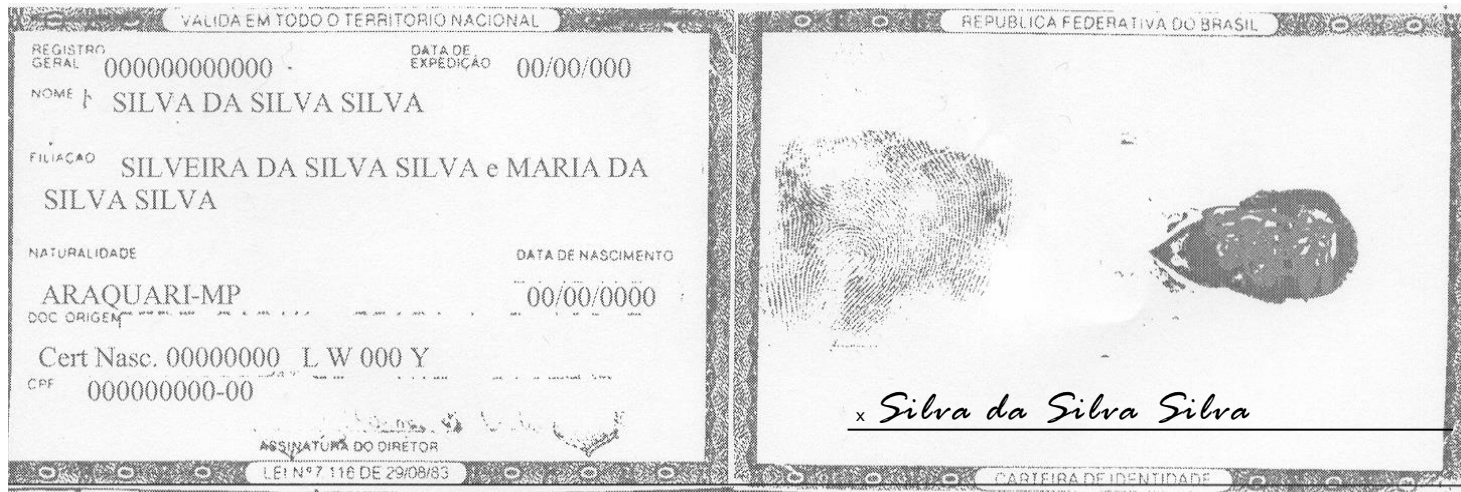 VALIDA EM TODO O TERRITORIO NACIONAL
REGISTRO GERAL 000000000000 DATA DE EXPEDIÇÃO 00/00/000
NOME SILVA DA SILVA SILVA
FILIAÇAO SILVEIRA DA SILVA SILVA e MARIA DA
SILVA SILVA
NATURALIDADE DATA DE NASCIMENTO
ARAQUARI-MP 00/00/0000
DOC ORIGEM
Cert Nasc. 00000000 L W 000 Y
CPF 000000000-00
ASSINATURA DO DIRETOR
LEI Nº 7 116 DE 29/08/83
REPUBLICA FEDERATIVA DO BRASIL
x Silva da Silva Silva
CARTEIRA DE IDENTIDADE